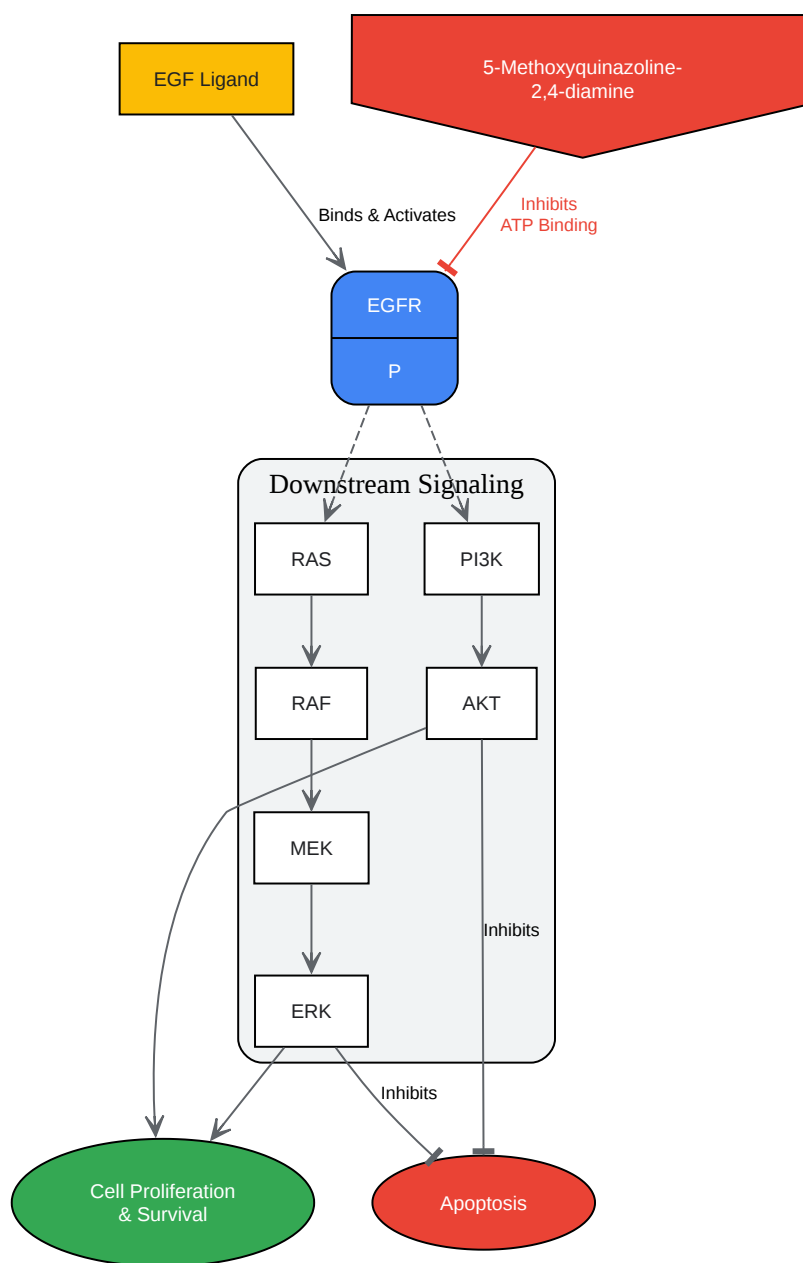 EGF Ligand
5-Methoxyquinazoline-
2,4-diamine
Binds & Activates
Inhibits
ATP Binding
EGFR
P
Downstream Signaling
RAS
PI3K
RAF
AKT
MEK
Inhibits
ERK
Inhibits
Cell Proliferation
& Survival
Apoptosis